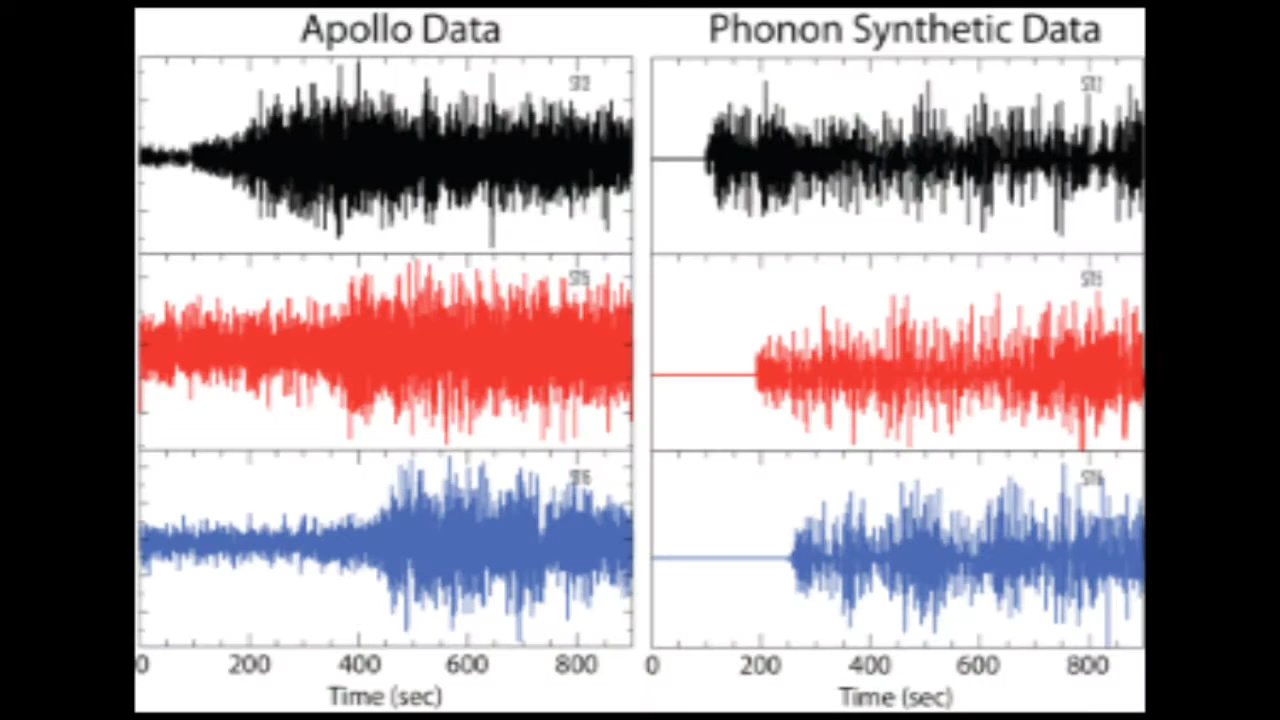 Apollo Data
Phonon Synthetic Data
0 200 400 600 800
Time (sec)
0 200 400 600 800
Time (sec)